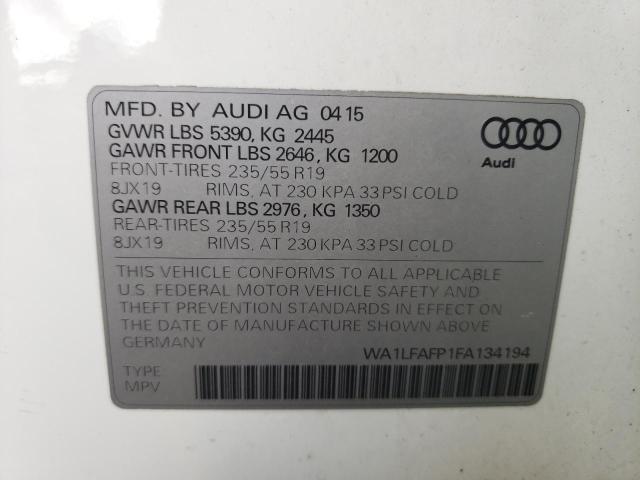 MFD. BY AUDI AG 0415
GVWR LBS 5390, KG 2445
GAWR FRONT LBS 2646, KG 1200
FRONT-TIRES 235/55 R19
8JX19 RIMS, AT 230 KPA 33 PSI COLD
GAWR REAR LBS 2976, KG 1350
REAR-TIRES 235/55 R19
8JX19 RIMS, AT 230 KPA 33 PSI COLD
Audi
THIS VEHICLE CONFORMS TO ALL APPLICABLE
U.S. FEDERAL MOTOR VEHICLE SAFETY AND
THEFT PREVENTION STANDARDS IN EFFECT ON
THE DATE OF MANUFACTURE SHOWN ABOVE
GERMANY
WA1LFAFP1FA134194
TYPE
MPV